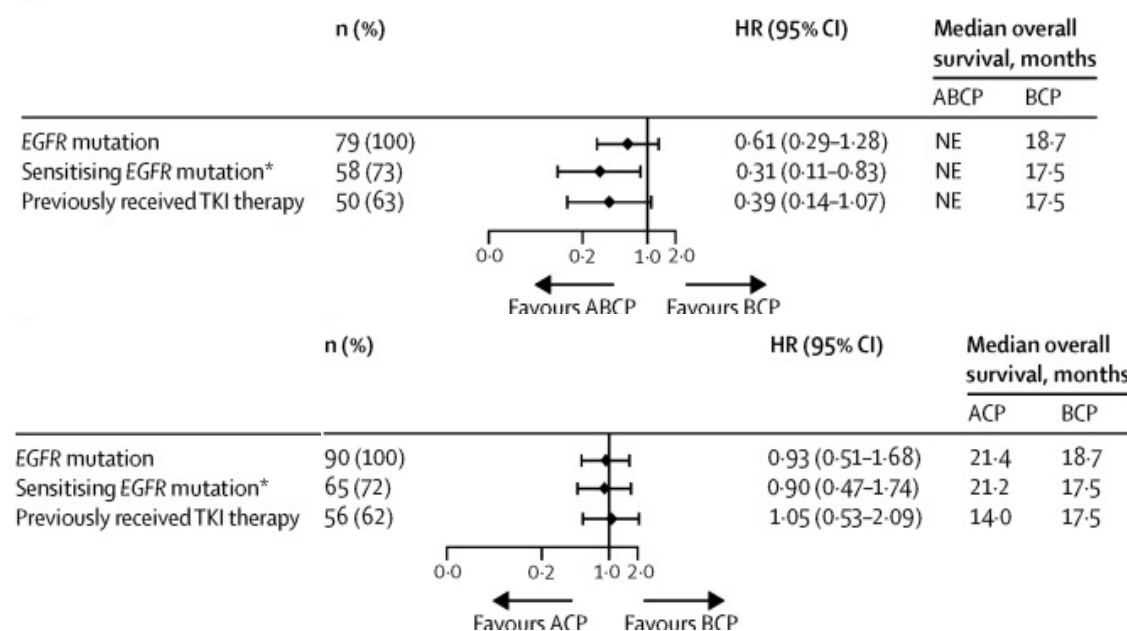 n (%) HR (95% CI) Median overall
survival, months
ABCP BCP
EGFR mutation 79 (100) 0·61 (0·29–1·28) NE 18·7
Sensitising EGFR mutation* 58 (73) 0·31 (0·11–0·83) NE 17·5
Previously received TKI therapy 50 (63) 0·39 (0·14–1·07) NE 17·5
0·0 0·2 1·0 2·0
Favours ABCP Favours BCP
n (%) HR (95% CI) Median overall
survival, months
ACP BCP
EGFR mutation 90 (100) 0·93 (0·51–1·68) 21·4 18·7
Sensitising EGFR mutation* 65 (72) 0·90 (0·47–1·74) 21·2 17·5
Previously received TKI therapy 56 (62) 1·05 (0·53–2·09) 14·0 17·5
0·0 0·2 1·0 2·0
Favours ACP Favours BCP